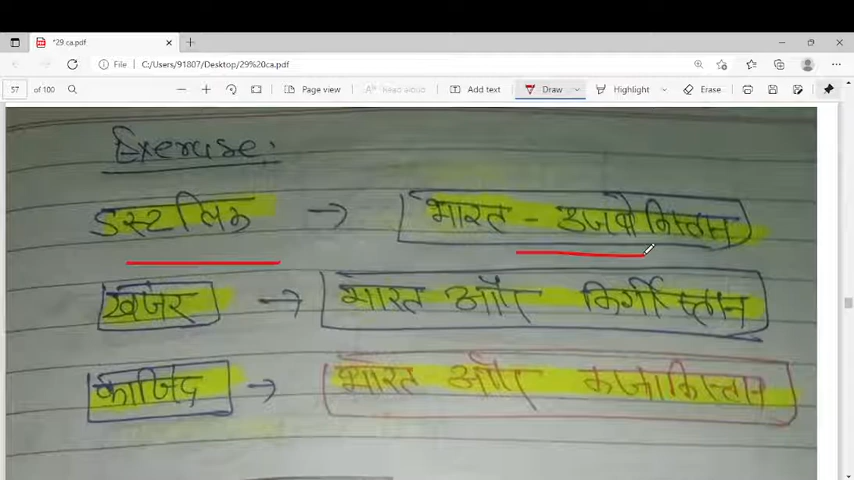 *29 ca.pdf
File C:/Users/91807/Desktop/29%20ca.pdf
57 of 100 Page view Read aloud Add text Draw Highlight Erase
Exercise:
डस्टलिक → भारत - उजबेकिस्तान
खंजर → भारत और किर्गीस्तान
काजिंद → भारत और कजाकिस्तान